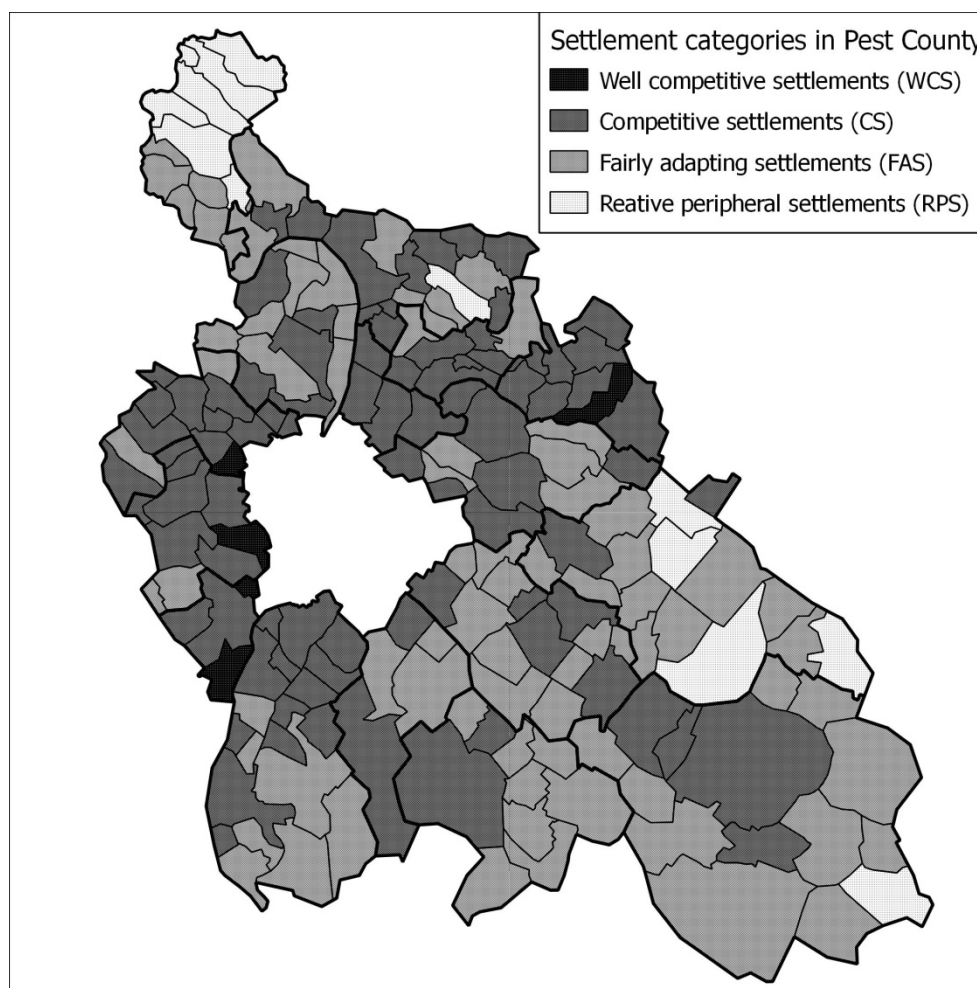 Settlement categories in Pest County
Well competitive settlements (WCS)
Competitive settlements (CS)
Fairly adapting settlements (FAS)
Reative peripheral settlements (RPS)